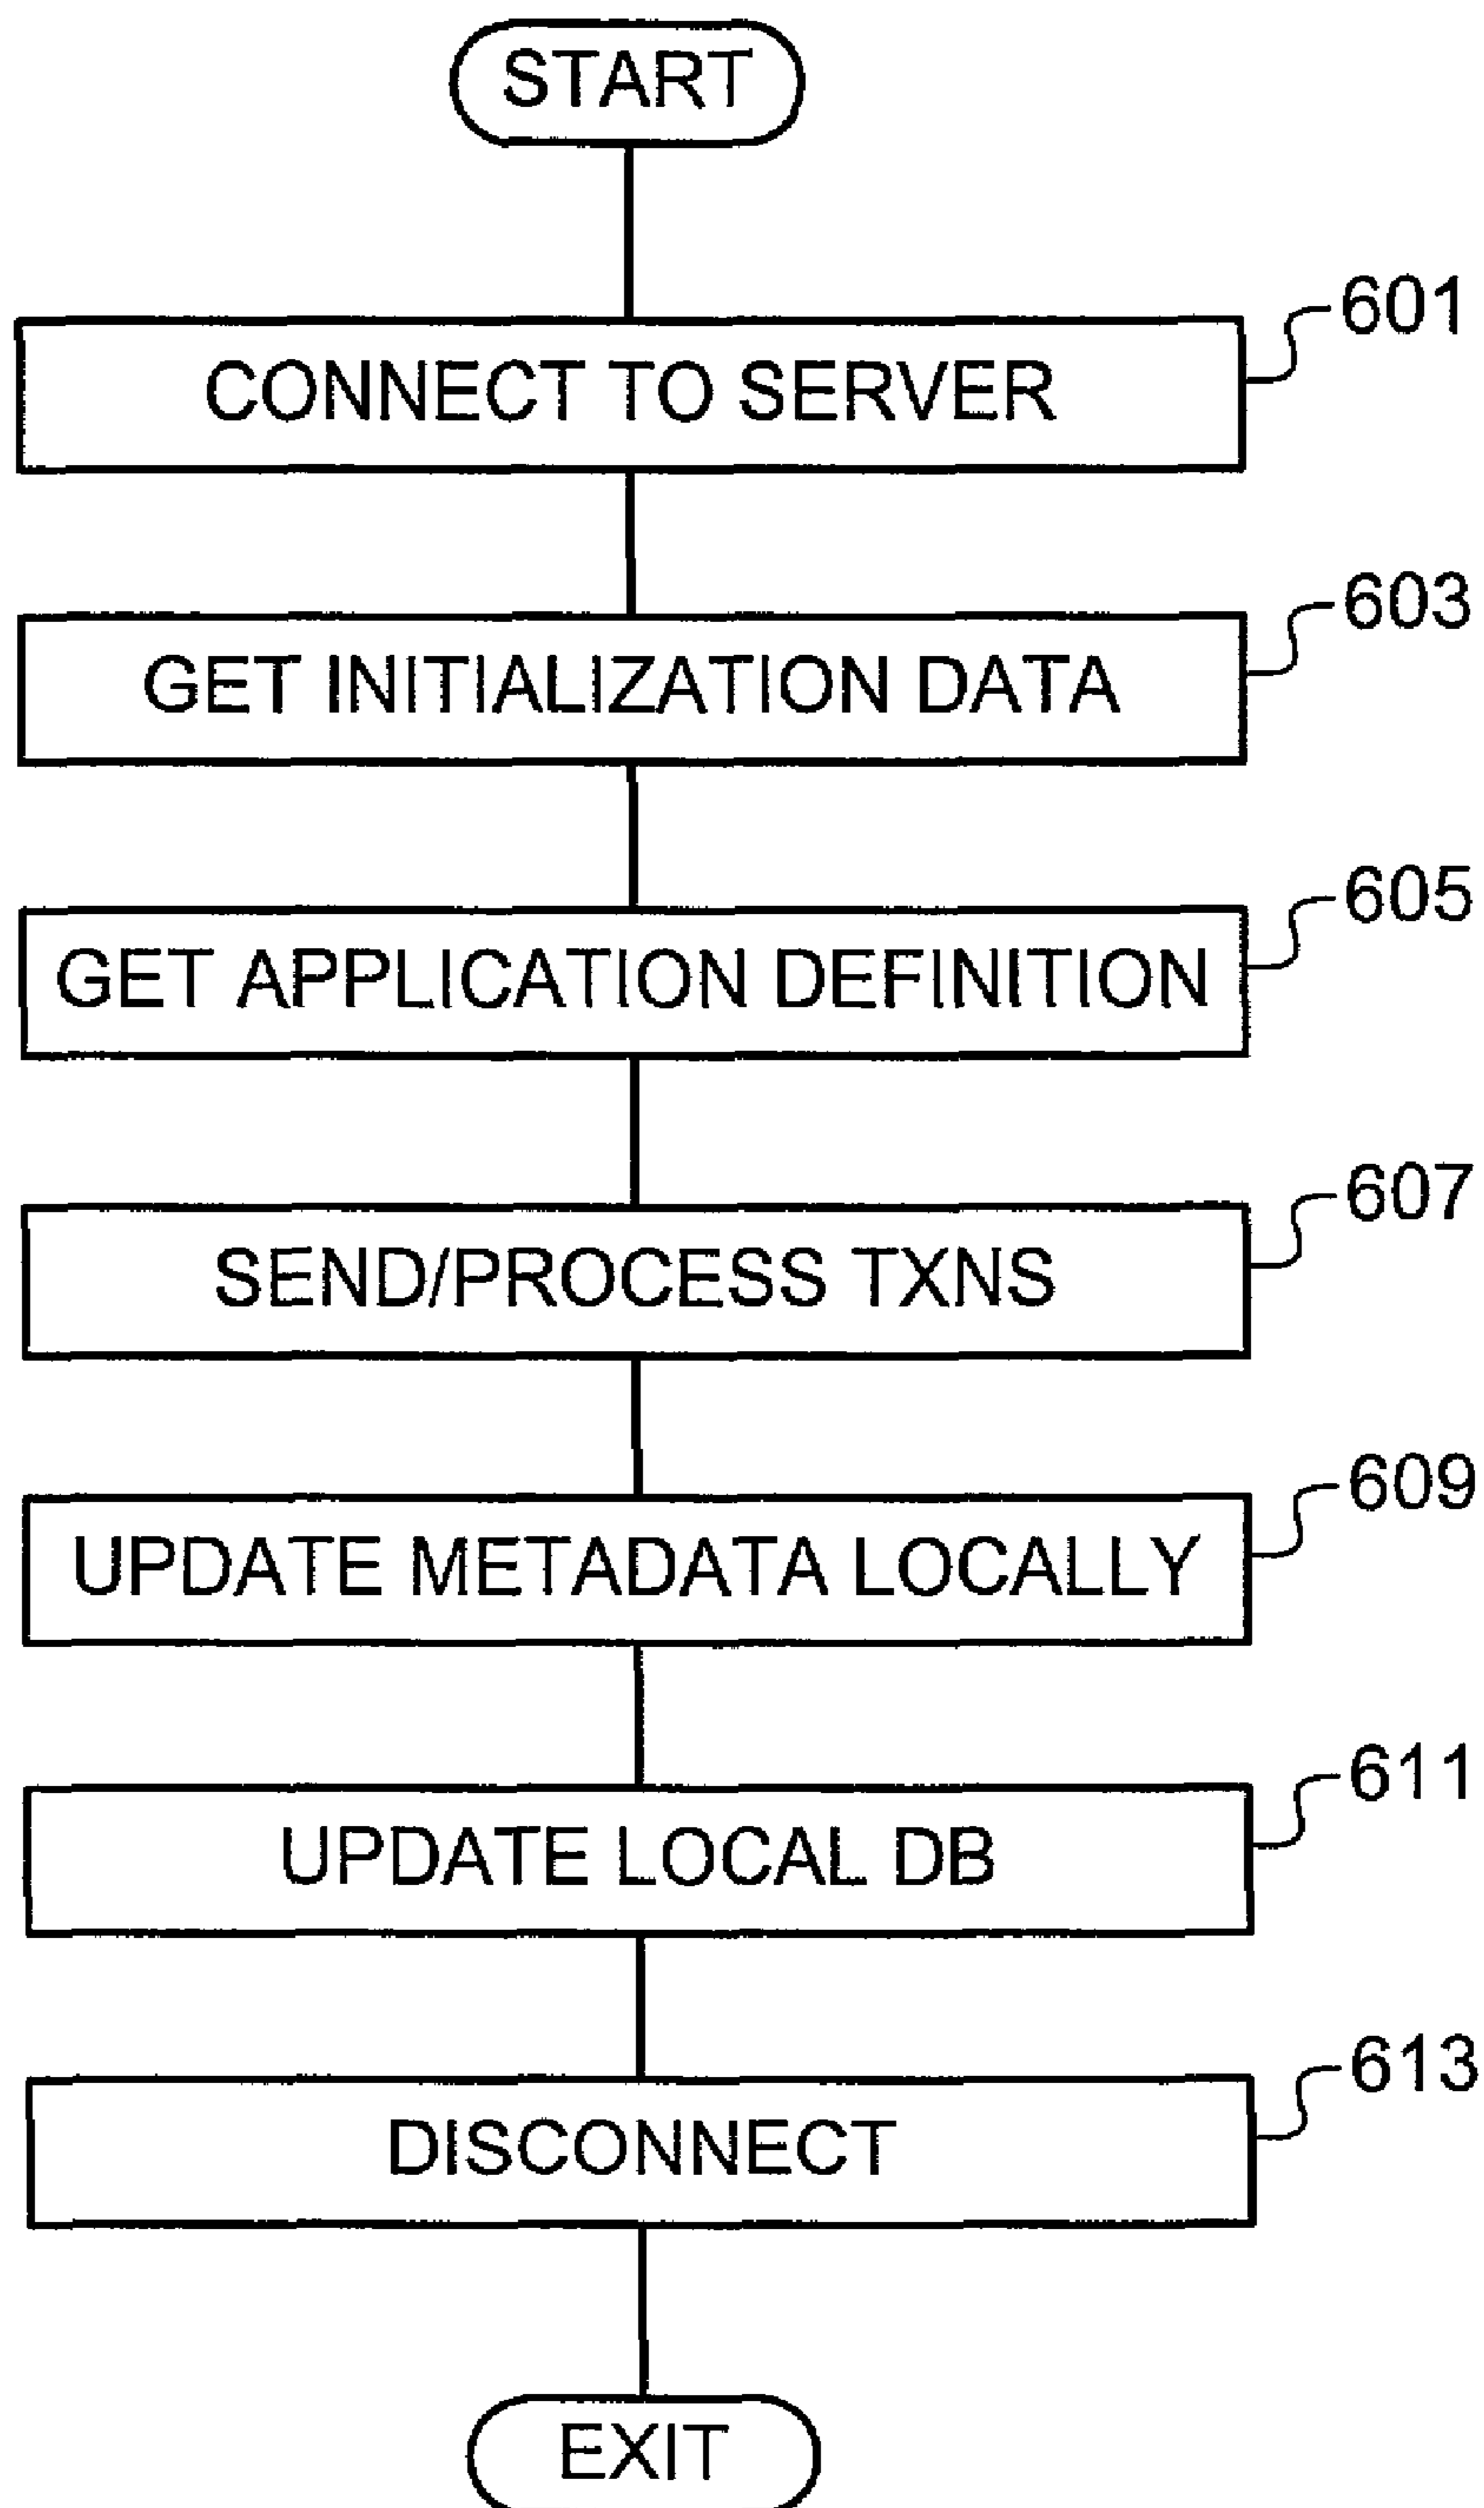 START
601
CONNECT TO SERVER
603
GET INITIALIZATION DATA
605
GET APPLICATION DEFINITION
607
SEND/PROCESS TXNS
609
UPDATE METADATA LOCALLY
611
UPDATE LOCAL DB
613
DISCONNECT
EXIT